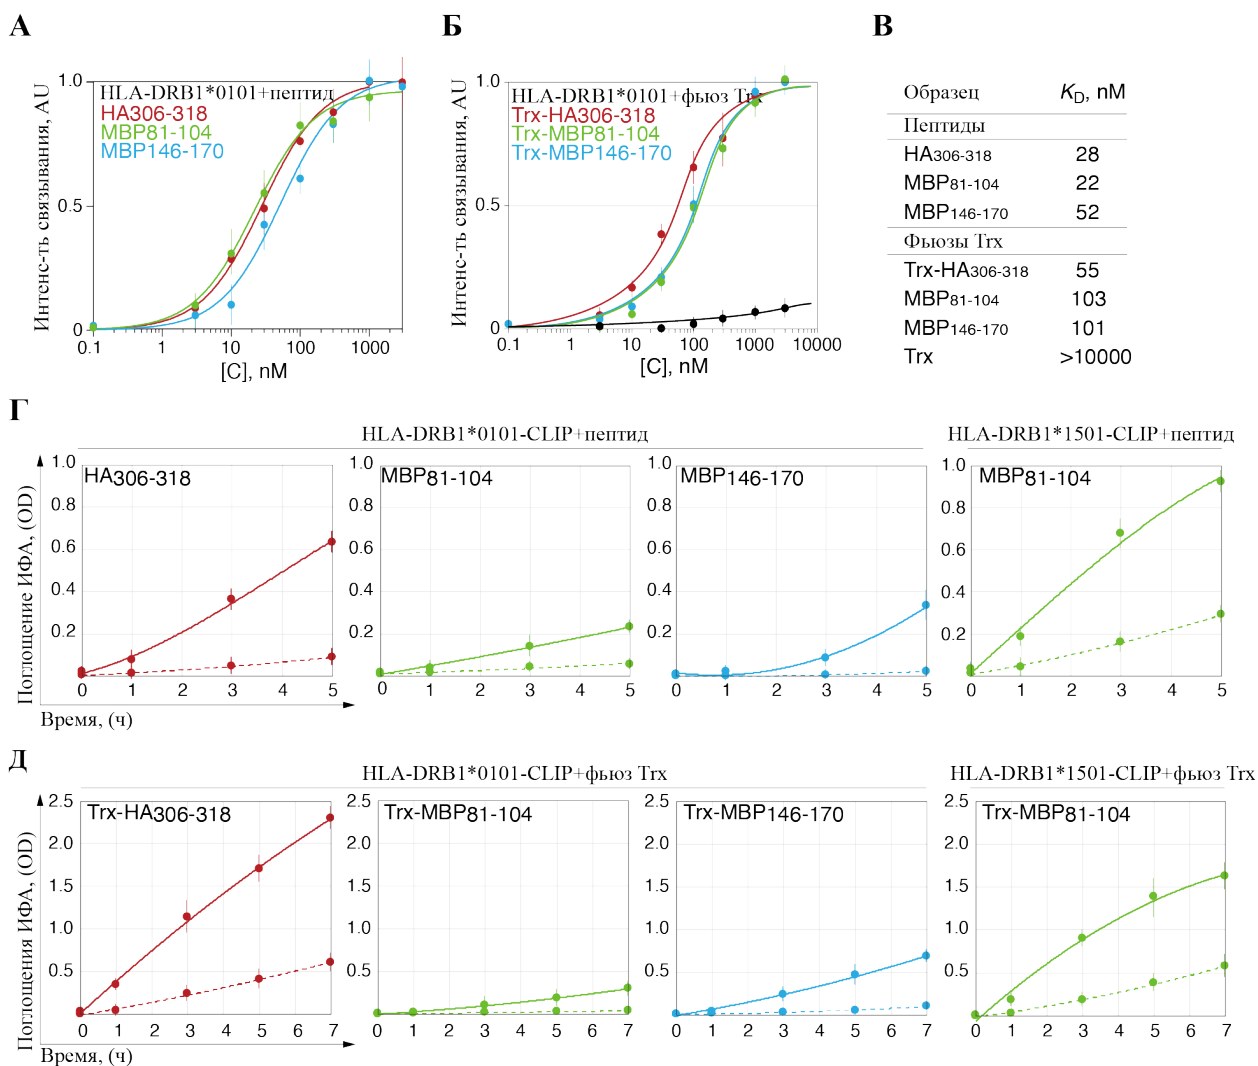 А
Б
В
HLA-DRB1*0101+пептид
HA306-318
MBP81-104
MBP146-170
Интенс-ть связывания, AU
1.0
0.5
0
0.1
1
10
100
1000
[C], nM
HLA-DRB1*0101+фьюз Trx
Trx-HA306-318
Trx-MBP81-104
Trx-MBP146-170
Интенс-ть связывания, AU
1.0
0.5
0
0.1
1
10
100
1000
10000
[C], nM
Образец KD, nM
Пептиды
HA306-318 28
MBP81-104 22
MBP146-170 52
Фьюзы Trx
Trx-HA306-318 55
MBP81-104 103
MBP146-170 101
Trx >10000
Г
HLA-DRB1*0101-CLIP+пептид
HLA-DRB1*1501-CLIP+пептид
Поглощение ИФА, (OD)
HA306-318
1.0
0.8
0.6
0.4
0.2
0 1 2 3 4 5
MBP81-104
1.0
0.8
0.6
0.4
0.2
0 1 2 3 4 5
MBP146-170
1.0
0.8
0.6
0.4
0.2
0 1 2 3 4 5
MBP81-104
1.0
0.8
0.6
0.4
0.2
0 1 2 3 4 5
Время, (ч)
Д
HLA-DRB1*0101-CLIP+фьюз Trx
HLA-DRB1*1501-CLIP+фьюз Trx
Поглощения ИФА, (OD)
Trx-HA306-318
2.5
2.0
1.5
1.0
0.5
0 1 2 3 4 5 6 7
Trx-MBP81-104
2.5
2.0
1.5
1.0
0.5
0 1 2 3 4 5 6 7
Trx-MBP146-170
2.5
2.0
1.5
1.0
0.5
0 1 2 3 4 5 6 7
Trx-MBP81-104
2.5
2.0
1.5
1.0
0.5
0 1 2 3 4 5 6 7
Время, (ч)